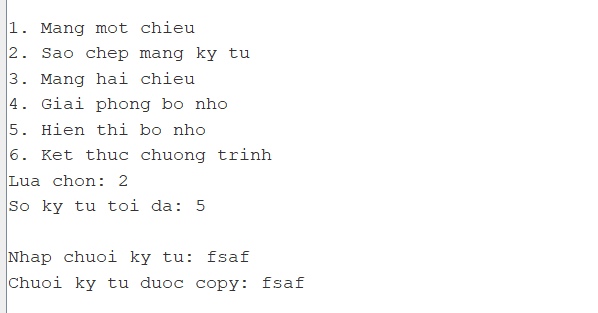 1. Mang mot chieu
2. Sao chep mang ky tu
3. Mang hai chieu
4. Giai phong bo nho
5. Hien thi bo nho
6. Ket thuc chuong trinh
Lua chon: 2
So ky tu toi da: 5
Nhap chuoi ky tu: fsaf
Chuoi ky tu duoc copy: fsaf